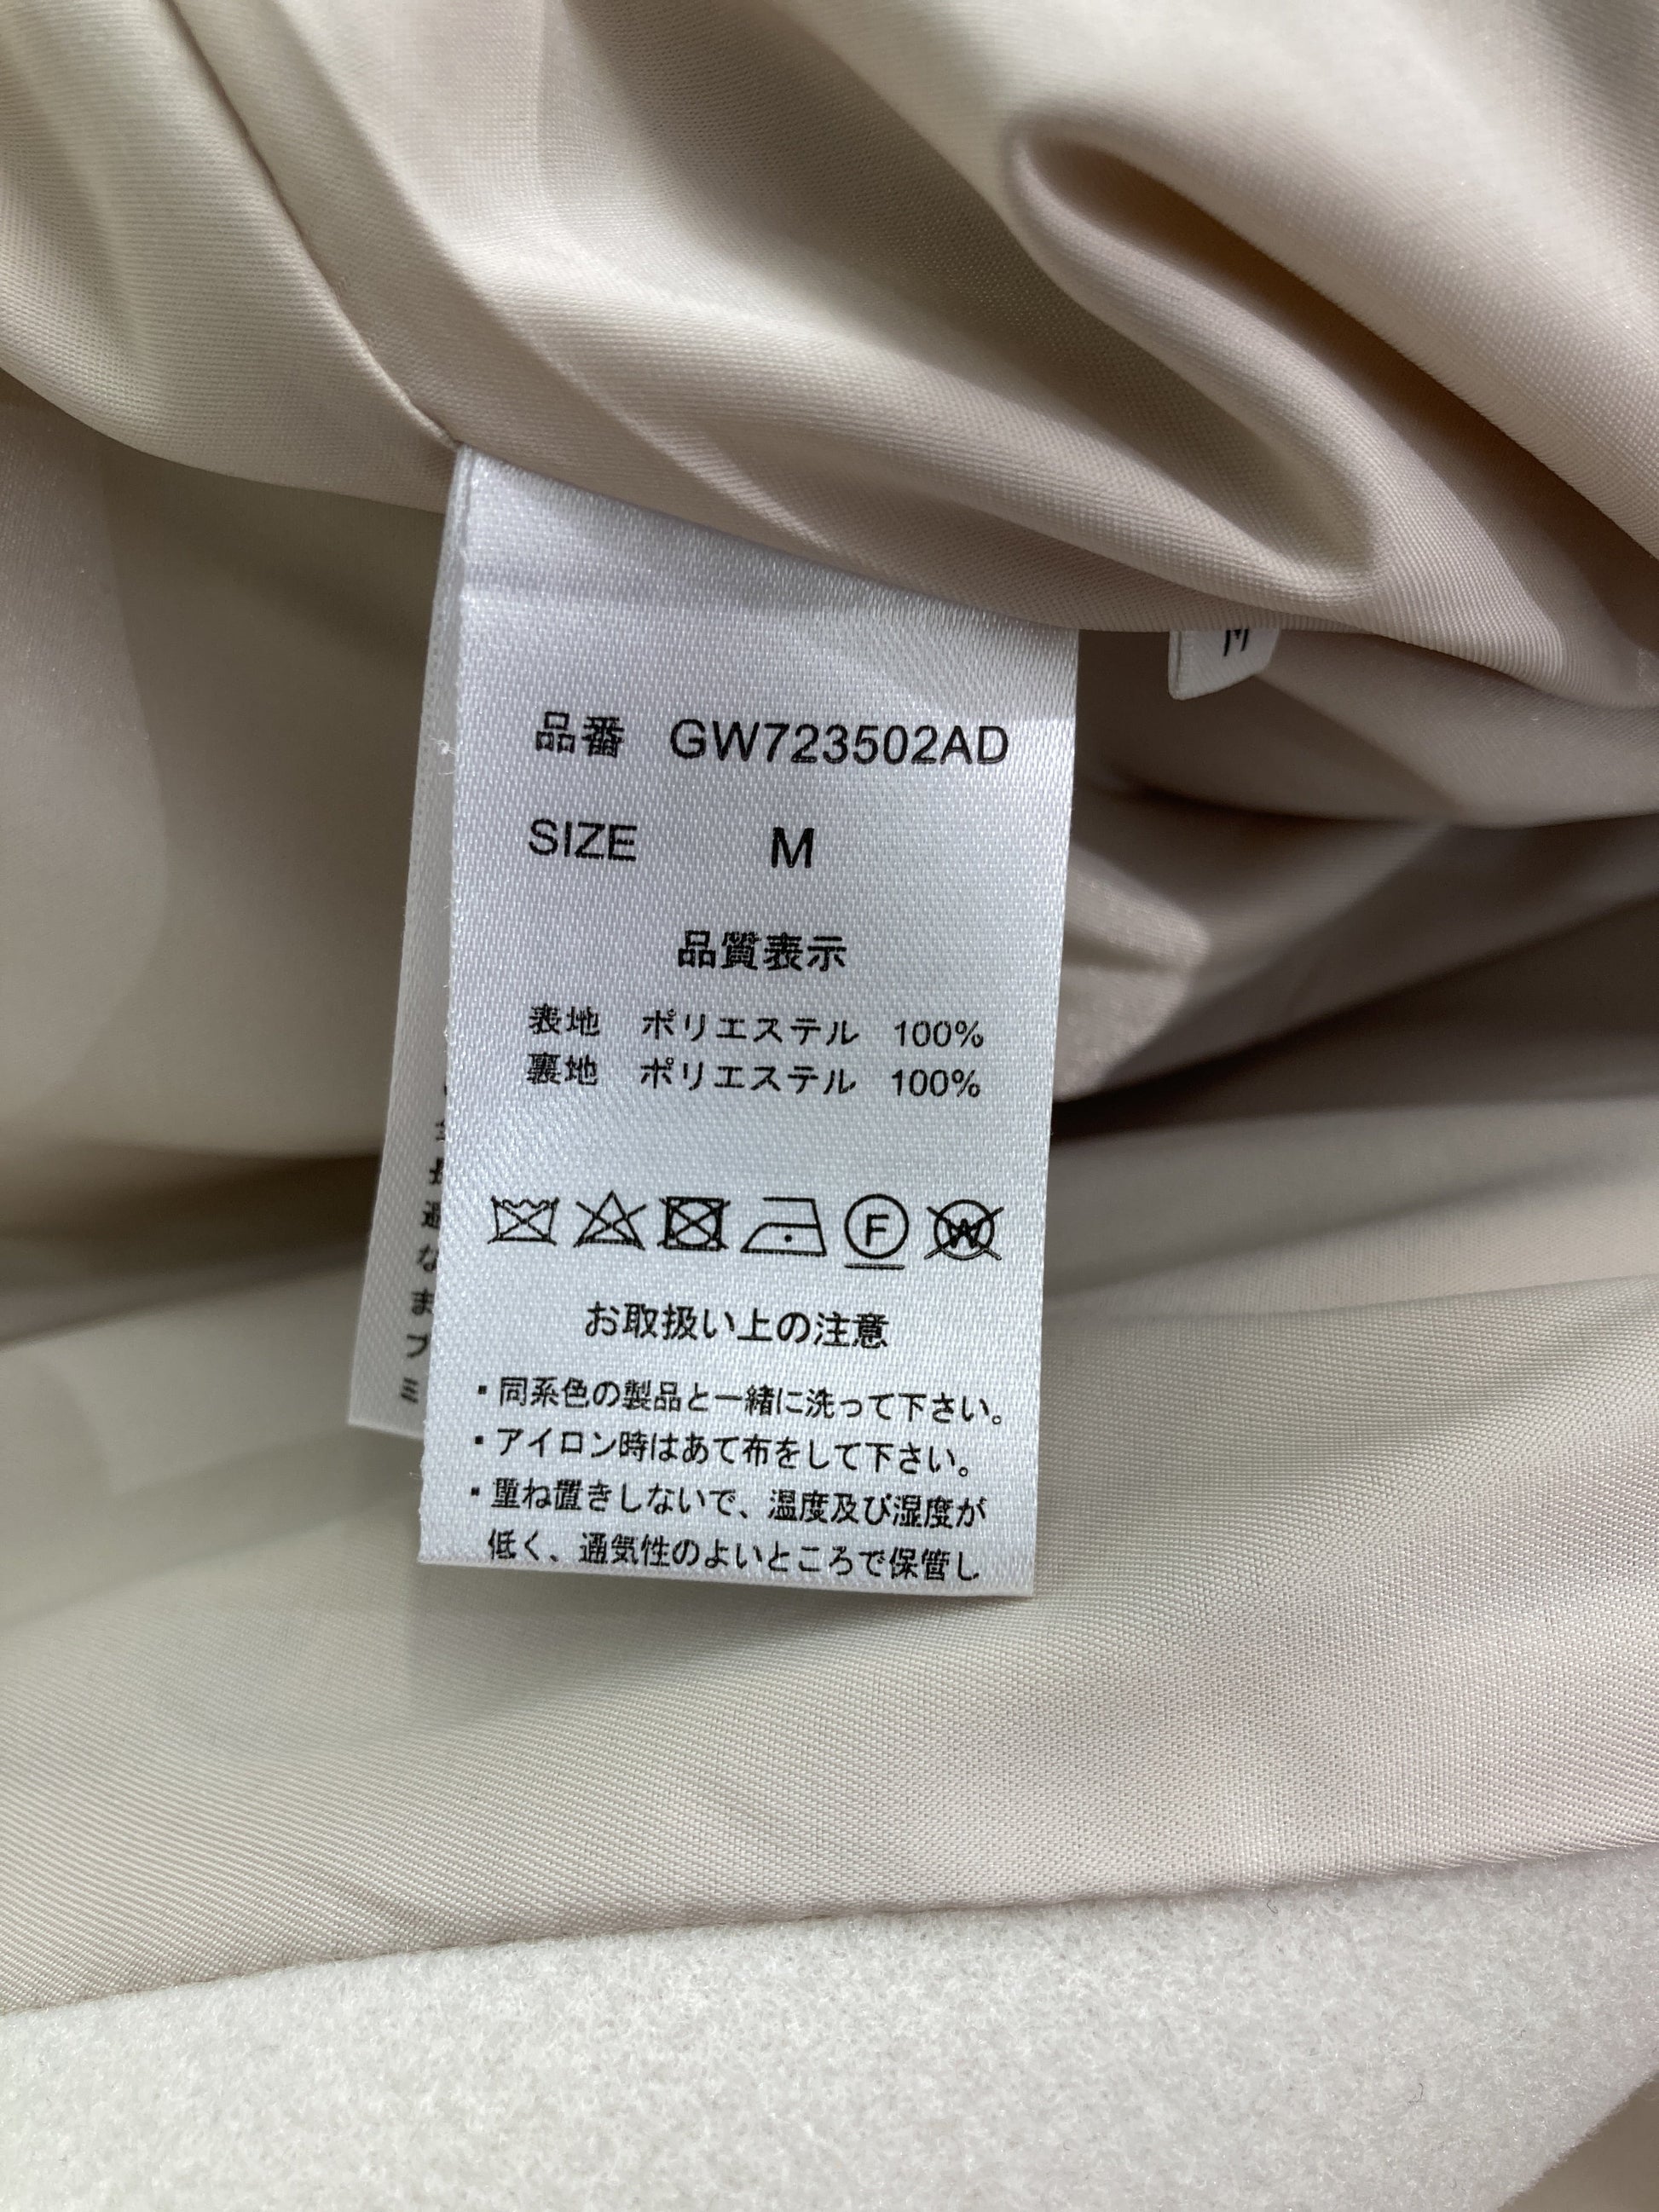 M
品番 GW723502AD
SIZE M
品質表示
表地 ポリエステル 100%
裏地 ポリエステル 100%
F
W
お取扱い上の注意
・同系色の製品と一緒に洗って下さい。
・アイロン時はあて布をして下さい。
・重ね置きしないで、温度及び湿度が
低く、通気性のよいところで保管し